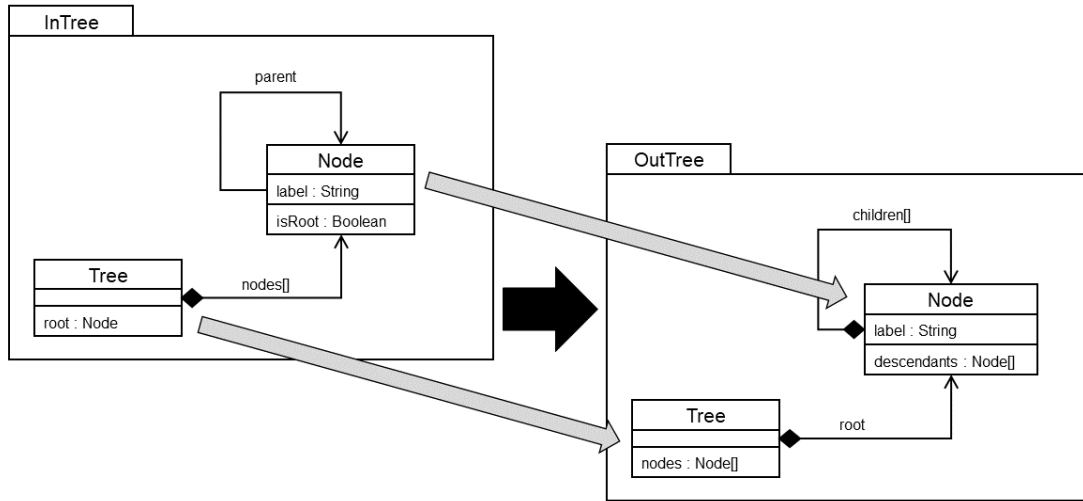 InTree
parent
Node
label : String
isRoot : Boolean
Tree
nodes[]
root : Node
OutTree
children[]
Node
label : String
descendants : Node[]
Tree
root
nodes : Node[]